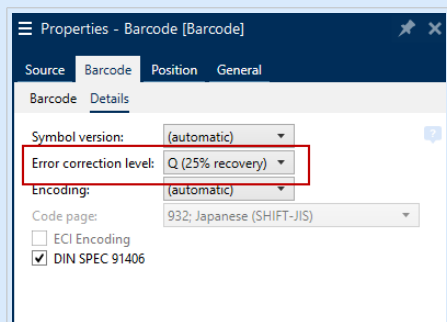 Properties - Barcode [Barcode]
Source Barcode Position General
Barcode Details
Symbol version: (automatic)
Error correction level: Q (25% recovery)
Encoding: (automatic)
Code page: 932; Japanese (SHIFT-JIS)
ECI Encoding
DIN SPEC 91406
?